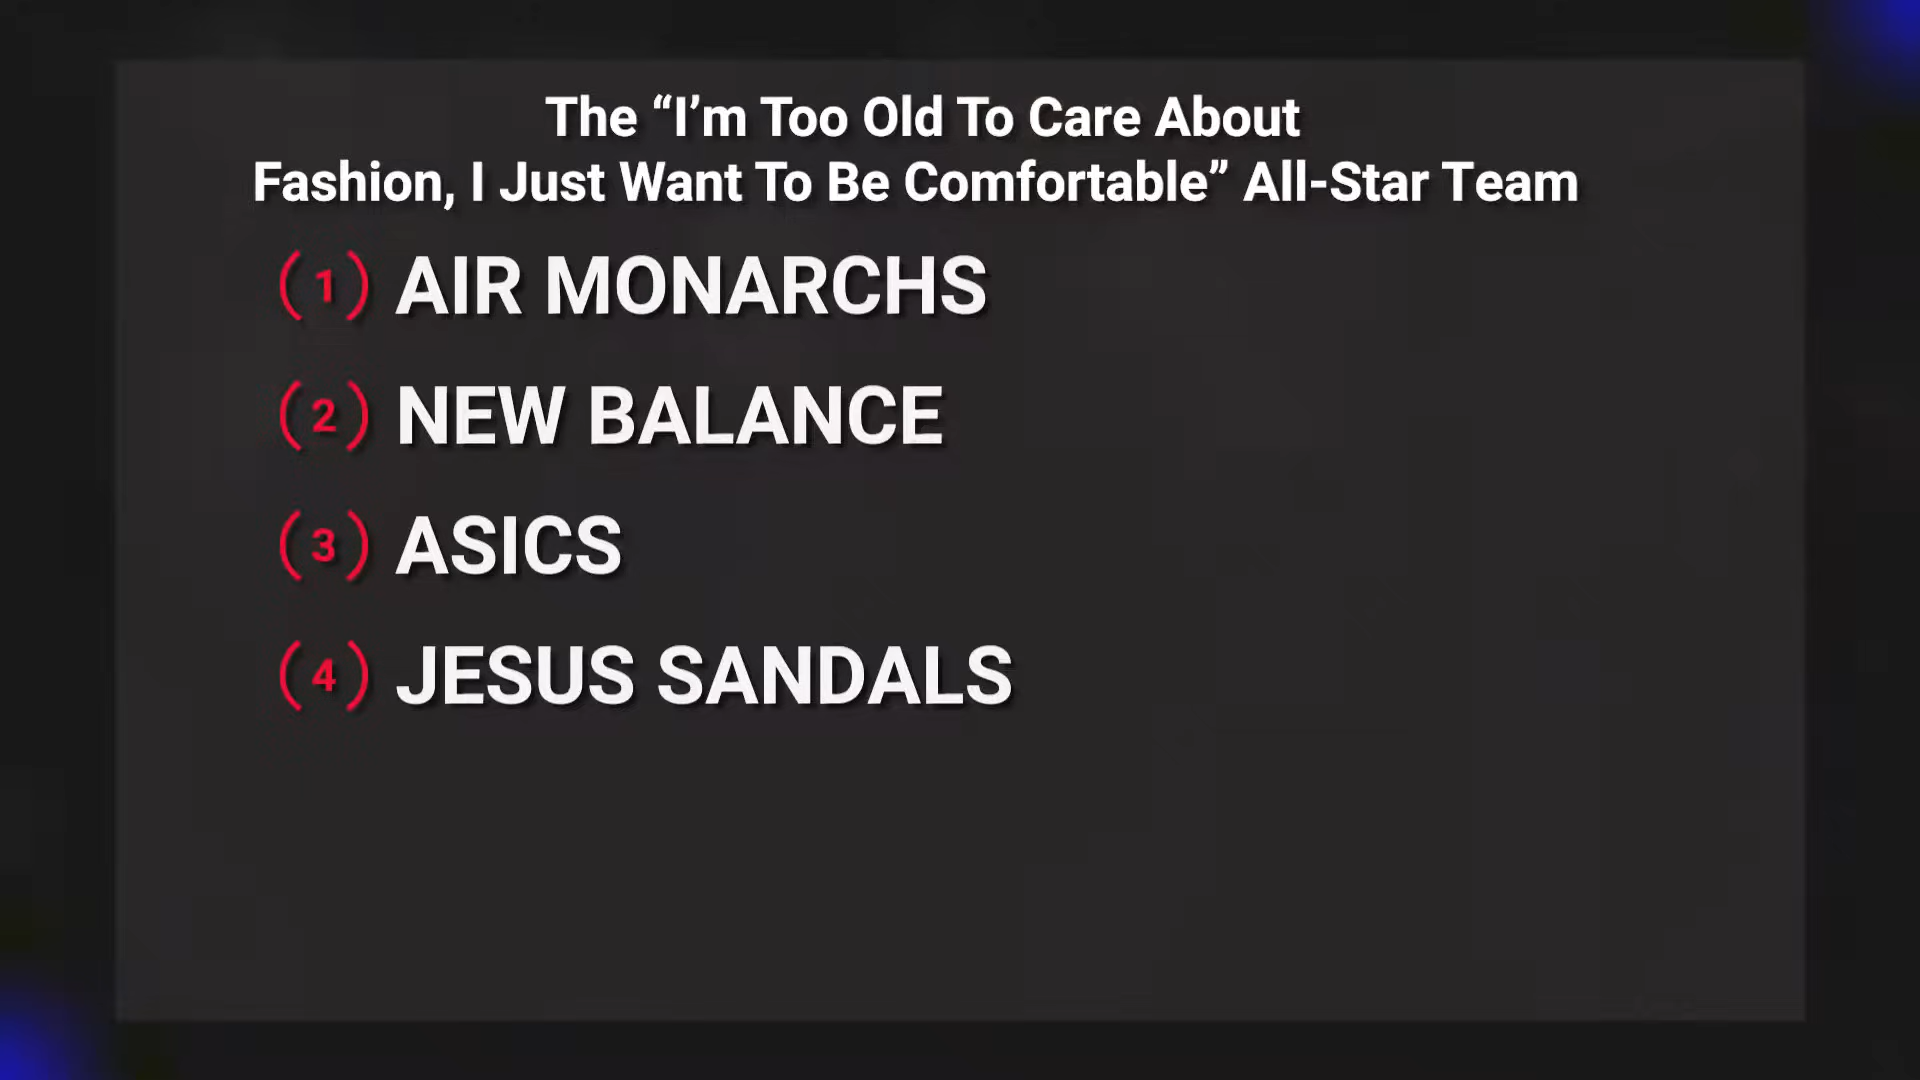 The “I’m Too Old To Care About
Fashion, I Just Want To Be Comfortable” All-Star Team
(1) AIR MONARCHS
(2) NEW BALANCE
(3) ASICS
(4) JESUS SANDALS